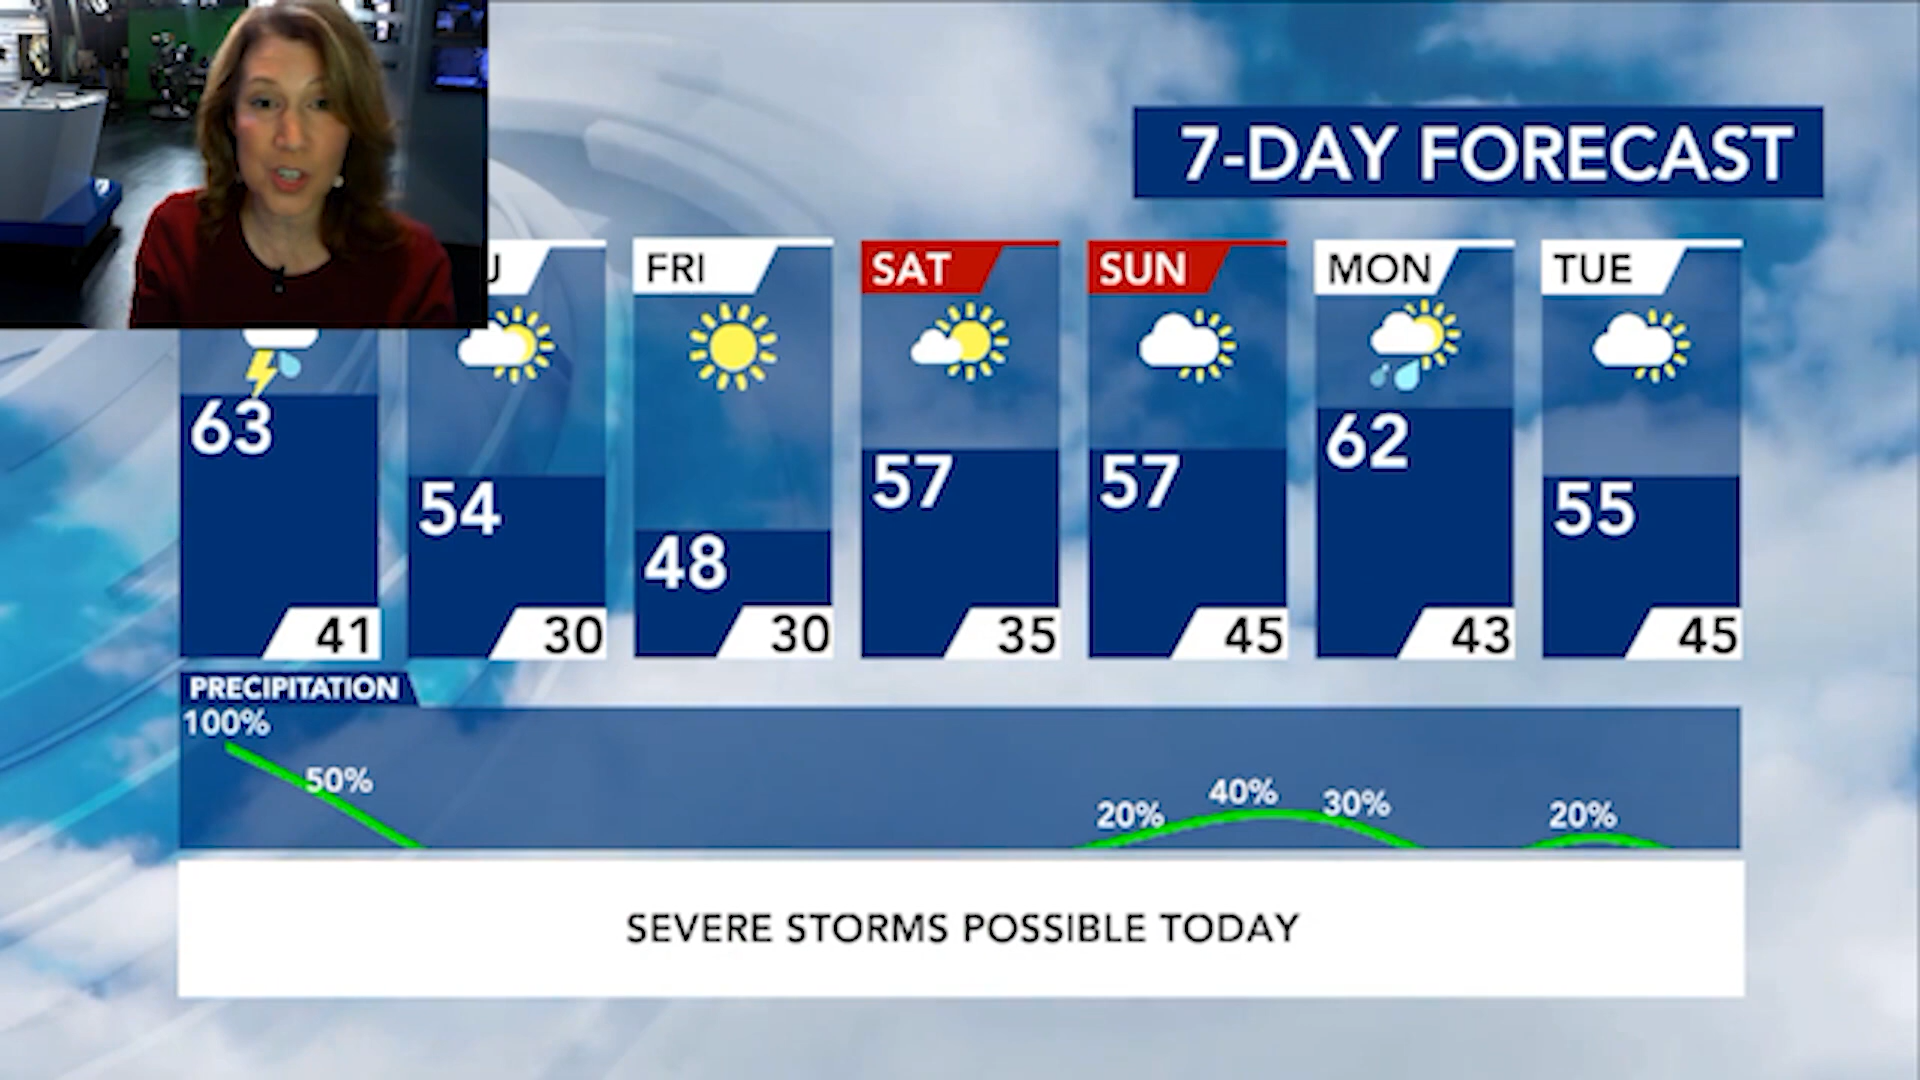 7-DAY FORECAST
U FRI SAT SUN MON TUE
63 54 48 57 57 62 55
41 30 30 35 45 43 45
PRECIPITATION
100% 50% 20% 40% 30% 20%
SEVERE STORMS POSSIBLE TODAY